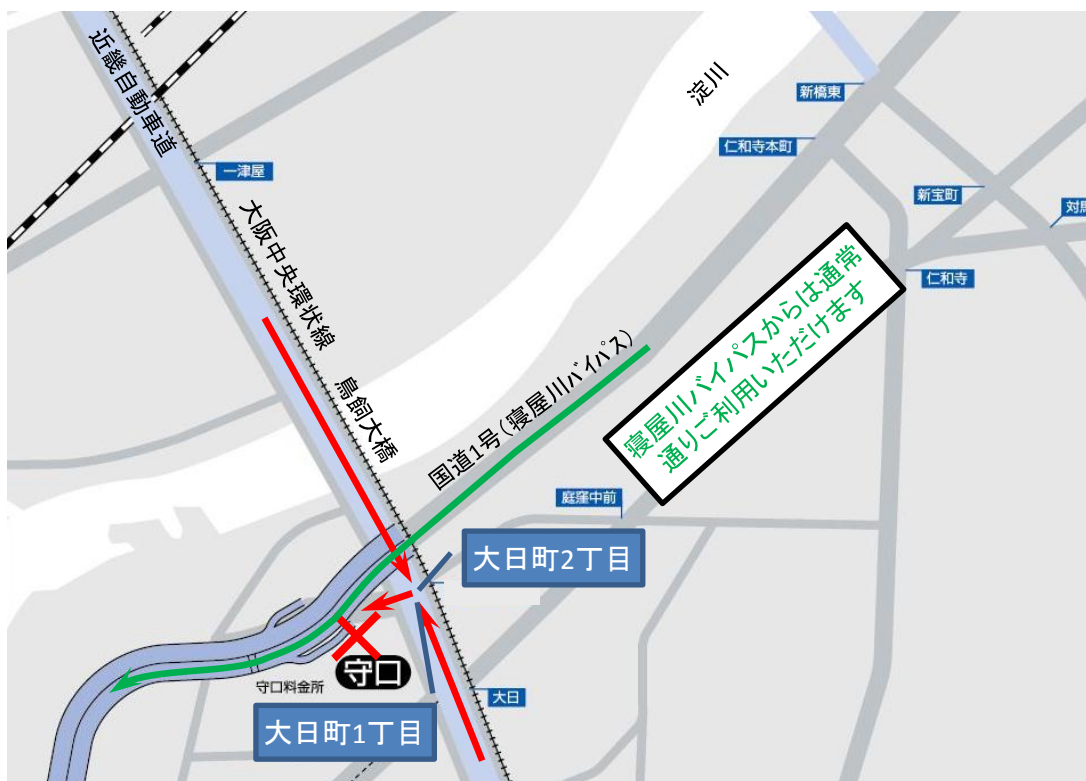 近畿自動車道
淀川
新橋東
仁和寺本町
一津屋
新宝町
対馬
大阪中央環状線
仁和寺
寝屋川バイパスからは通常
通りご利用いただけます
鳥飼大橋
国道1号(寝屋川バイパス)
庭窪中前
大日町2丁目
守口
守口料金所
大日
大日町1丁目